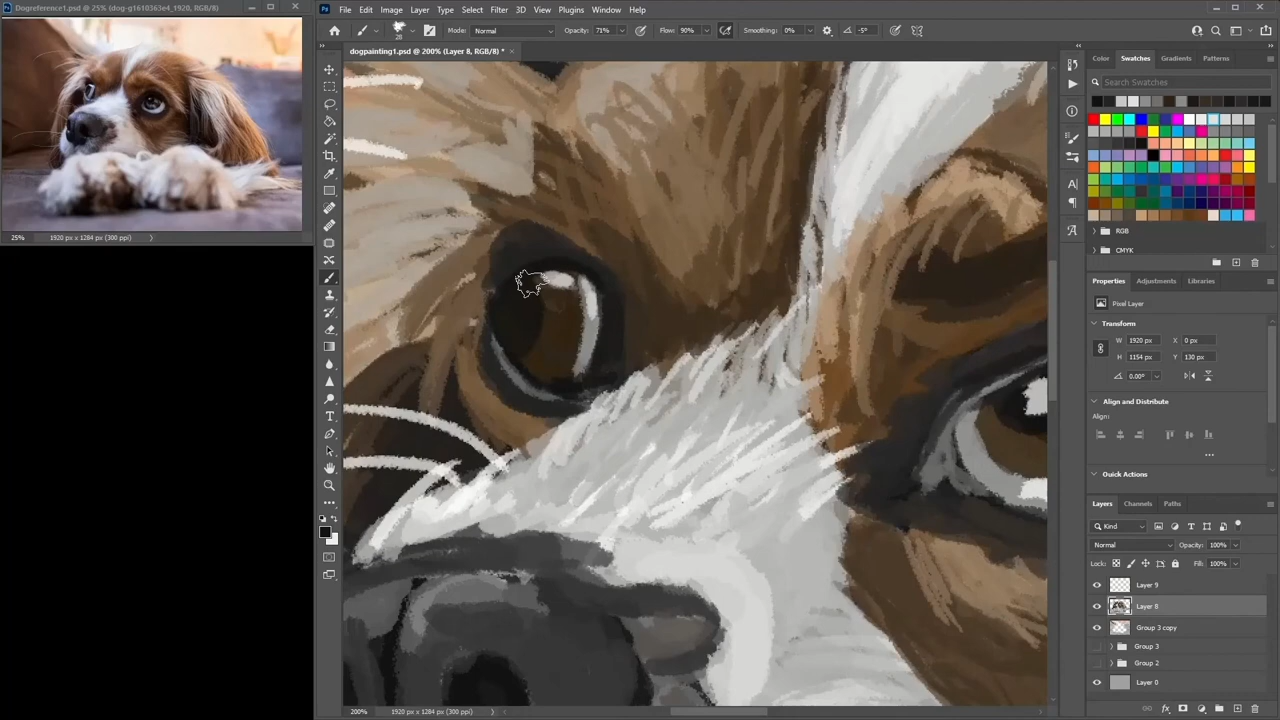 Dogreference1.psd @ 25% (dog-g1610363e4_1920, RGB/8)
25% 1920 px x 1284 px (300 ppi)
File Edit Image Layer Type Select Filter 3D View Plugins Window Help
28 Mode: Normal Opacity: 71% Flow: 90% Smoothing: 0% -5°
dogpainting1.psd @ 200% (Layer 8, RGB/8) *
200% 1920 px x 1284 px (300 ppi)
Color Swatches Gradients Patterns
Search Swatches
RGB
CMYK
Properties Adjustments Libraries
Pixel Layer
Transform
W 1920 px X 0 px
H 1154 px Y 130 px
0.00°
Align and Distribute
Align:
Quick Actions
Layers Channels Paths
Kind
Normal Opacity: 100%
Lock: Fill: 100%
Layer 9
Layer 8
Group 3 copy
Group 3
Group 2
Layer 0